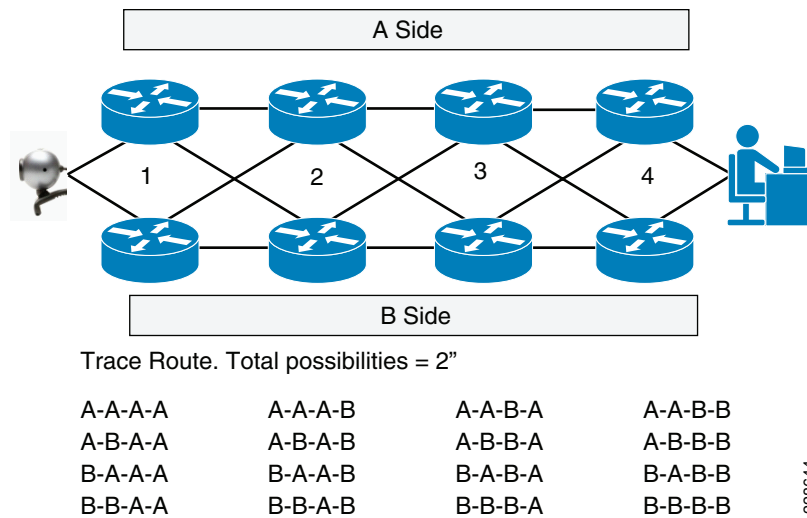 A Side
1 2 3 4
B Side
Trace Route. Total possibilities = 2”
A-A-A-A A-A-A-B A-A-B-A A-A-B-B
A-B-A-A A-B-A-B A-B-B-A A-B-B-B
B-A-A-A B-A-A-B B-A-B-A B-A-B-B
B-B-A-A B-B-A-B B-B-B-A B-B-B-B